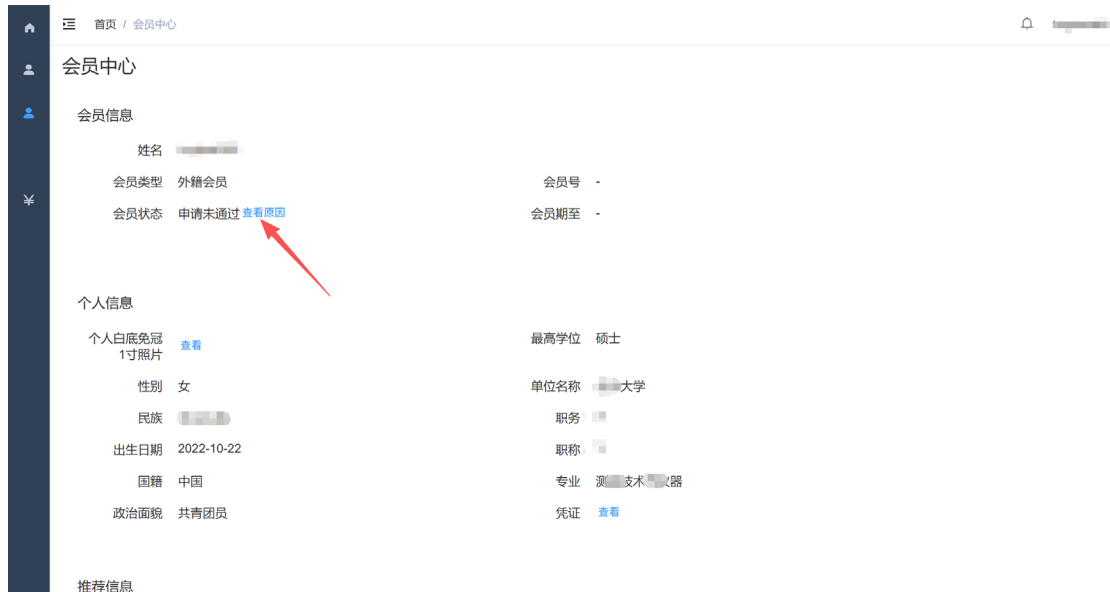 首页 / 会员中心
会员中心
会员信息
姓名
会员类型 外籍会员 会员号 -
会员状态 申请未通过 查看原因 会员期至 -
个人信息
个人白底免冠 1寸照片 查看 最高学位 硕士
性别 女 单位名称 大学
民族 职务
出生日期 2022-10-22 职称
国籍 中国 专业 测 技术 器
政治面貌 共青团员 凭证 查看
推荐信息